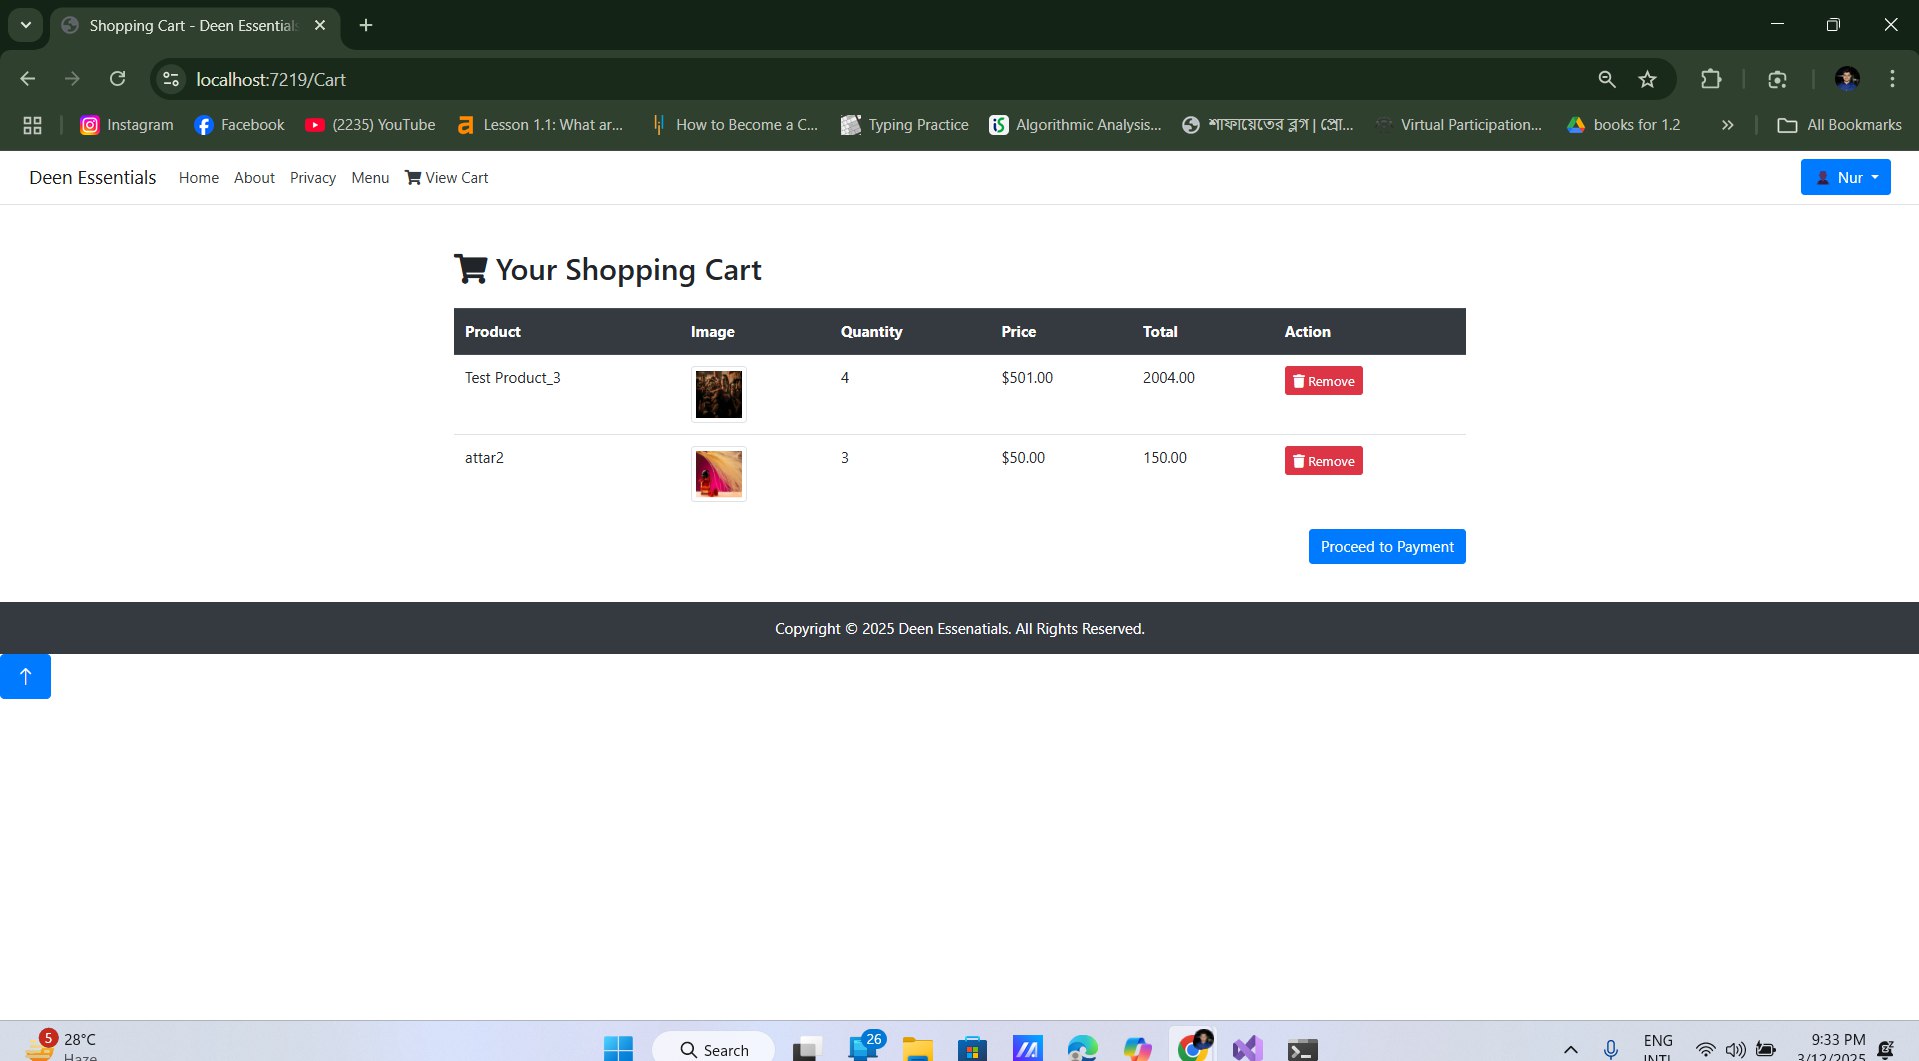 Shopping Cart - Deen Essentials
localhost:7219/Cart
Instagram
Facebook
(2235) YouTube
Lesson 1.1: What ar...
How to Become a C...
Typing Practice
Algorithmic Analysis...
শাফায়েতের ব্লগ | প্রো...
Virtual Participation...
books for 1.2
All Bookmarks
Deen Essentials Home About Privacy Menu View Cart
Nur
Your Shopping Cart
Product Image Quantity Price Total Action
Test Product_3 4 $501.00 2004.00 Remove
attar2 3 $50.00 150.00 Remove
Proceed to Payment
Copyright © 2025 Deen Essenatials. All Rights Reserved.
5 28°C
Haze
Search
26
ENG
INTL
9:33 PM
3/12/2025